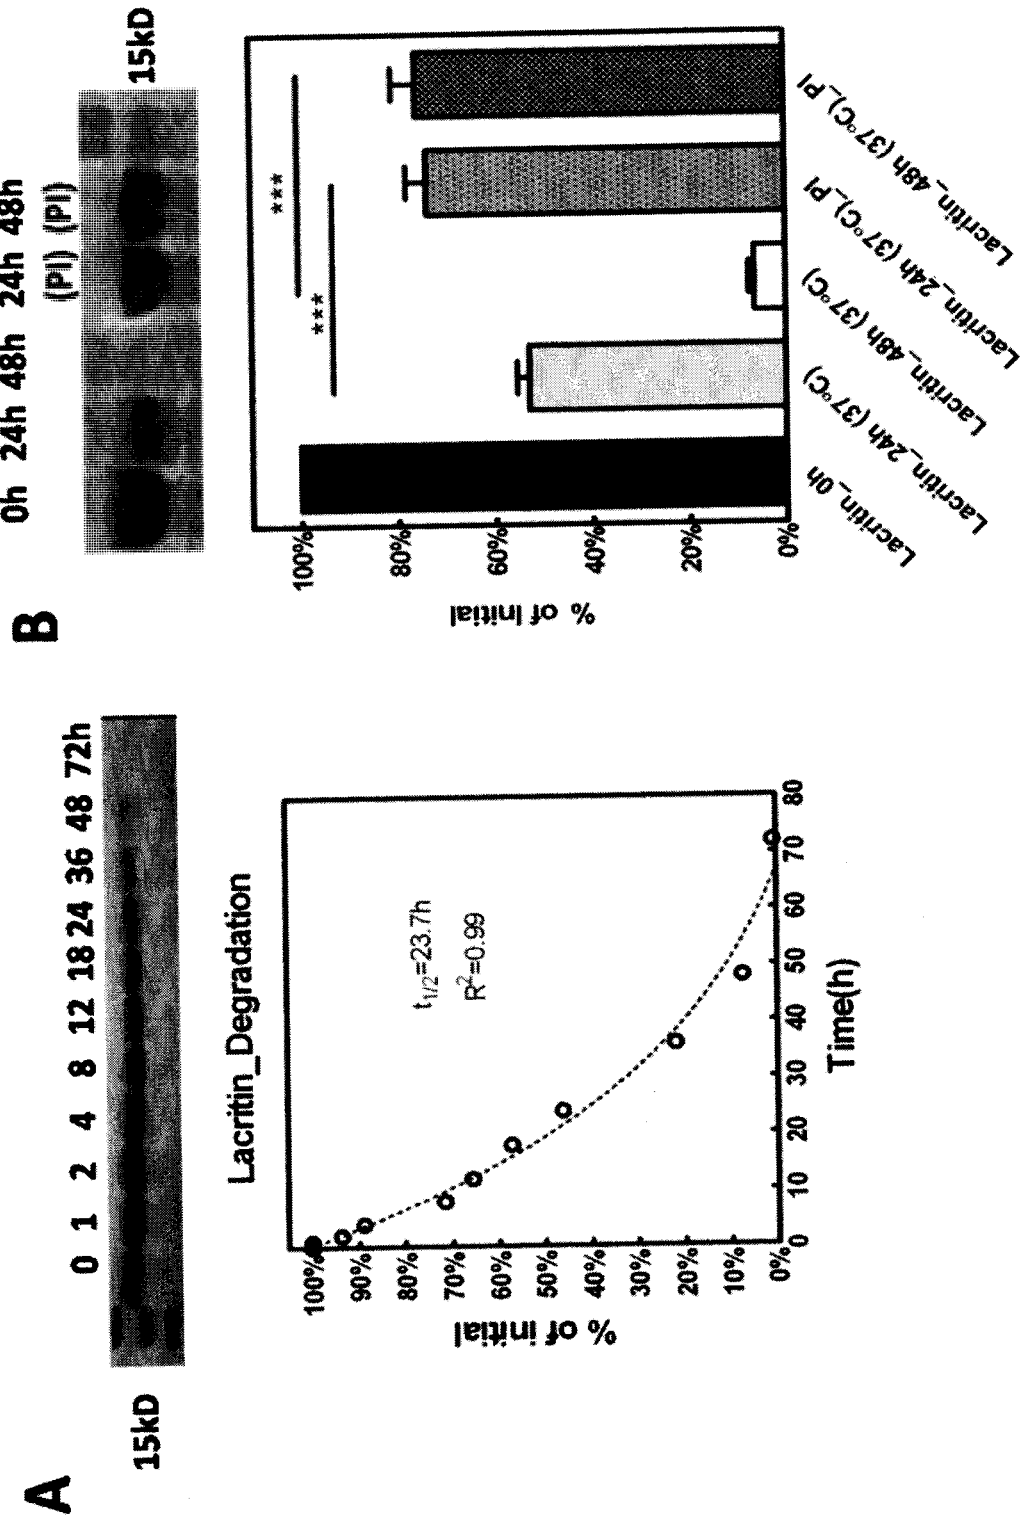 A
0 1 2 4 8 12 18 24 36 48 72h
15kD
Lacritin_Degradation
t1/2=23.7h
R2=0.99
100%
90%
80%
70%
60%
50%
40%
30%
20%
10%
0%
% of initial
0 10 20 30 40 50 60 70 80
Time(h)
B
0h 24h 48h 24h 48h
(PI) (PI)
15kD
***
***
100%
80%
60%
40%
20%
0%
% of Initial
Lacritin_0h
Lacritin_24h (37°C)
Lacritin_48h (37°C)
Lacritin_24h (37°C)_PI
Lacritin_48h (37°C)_PI